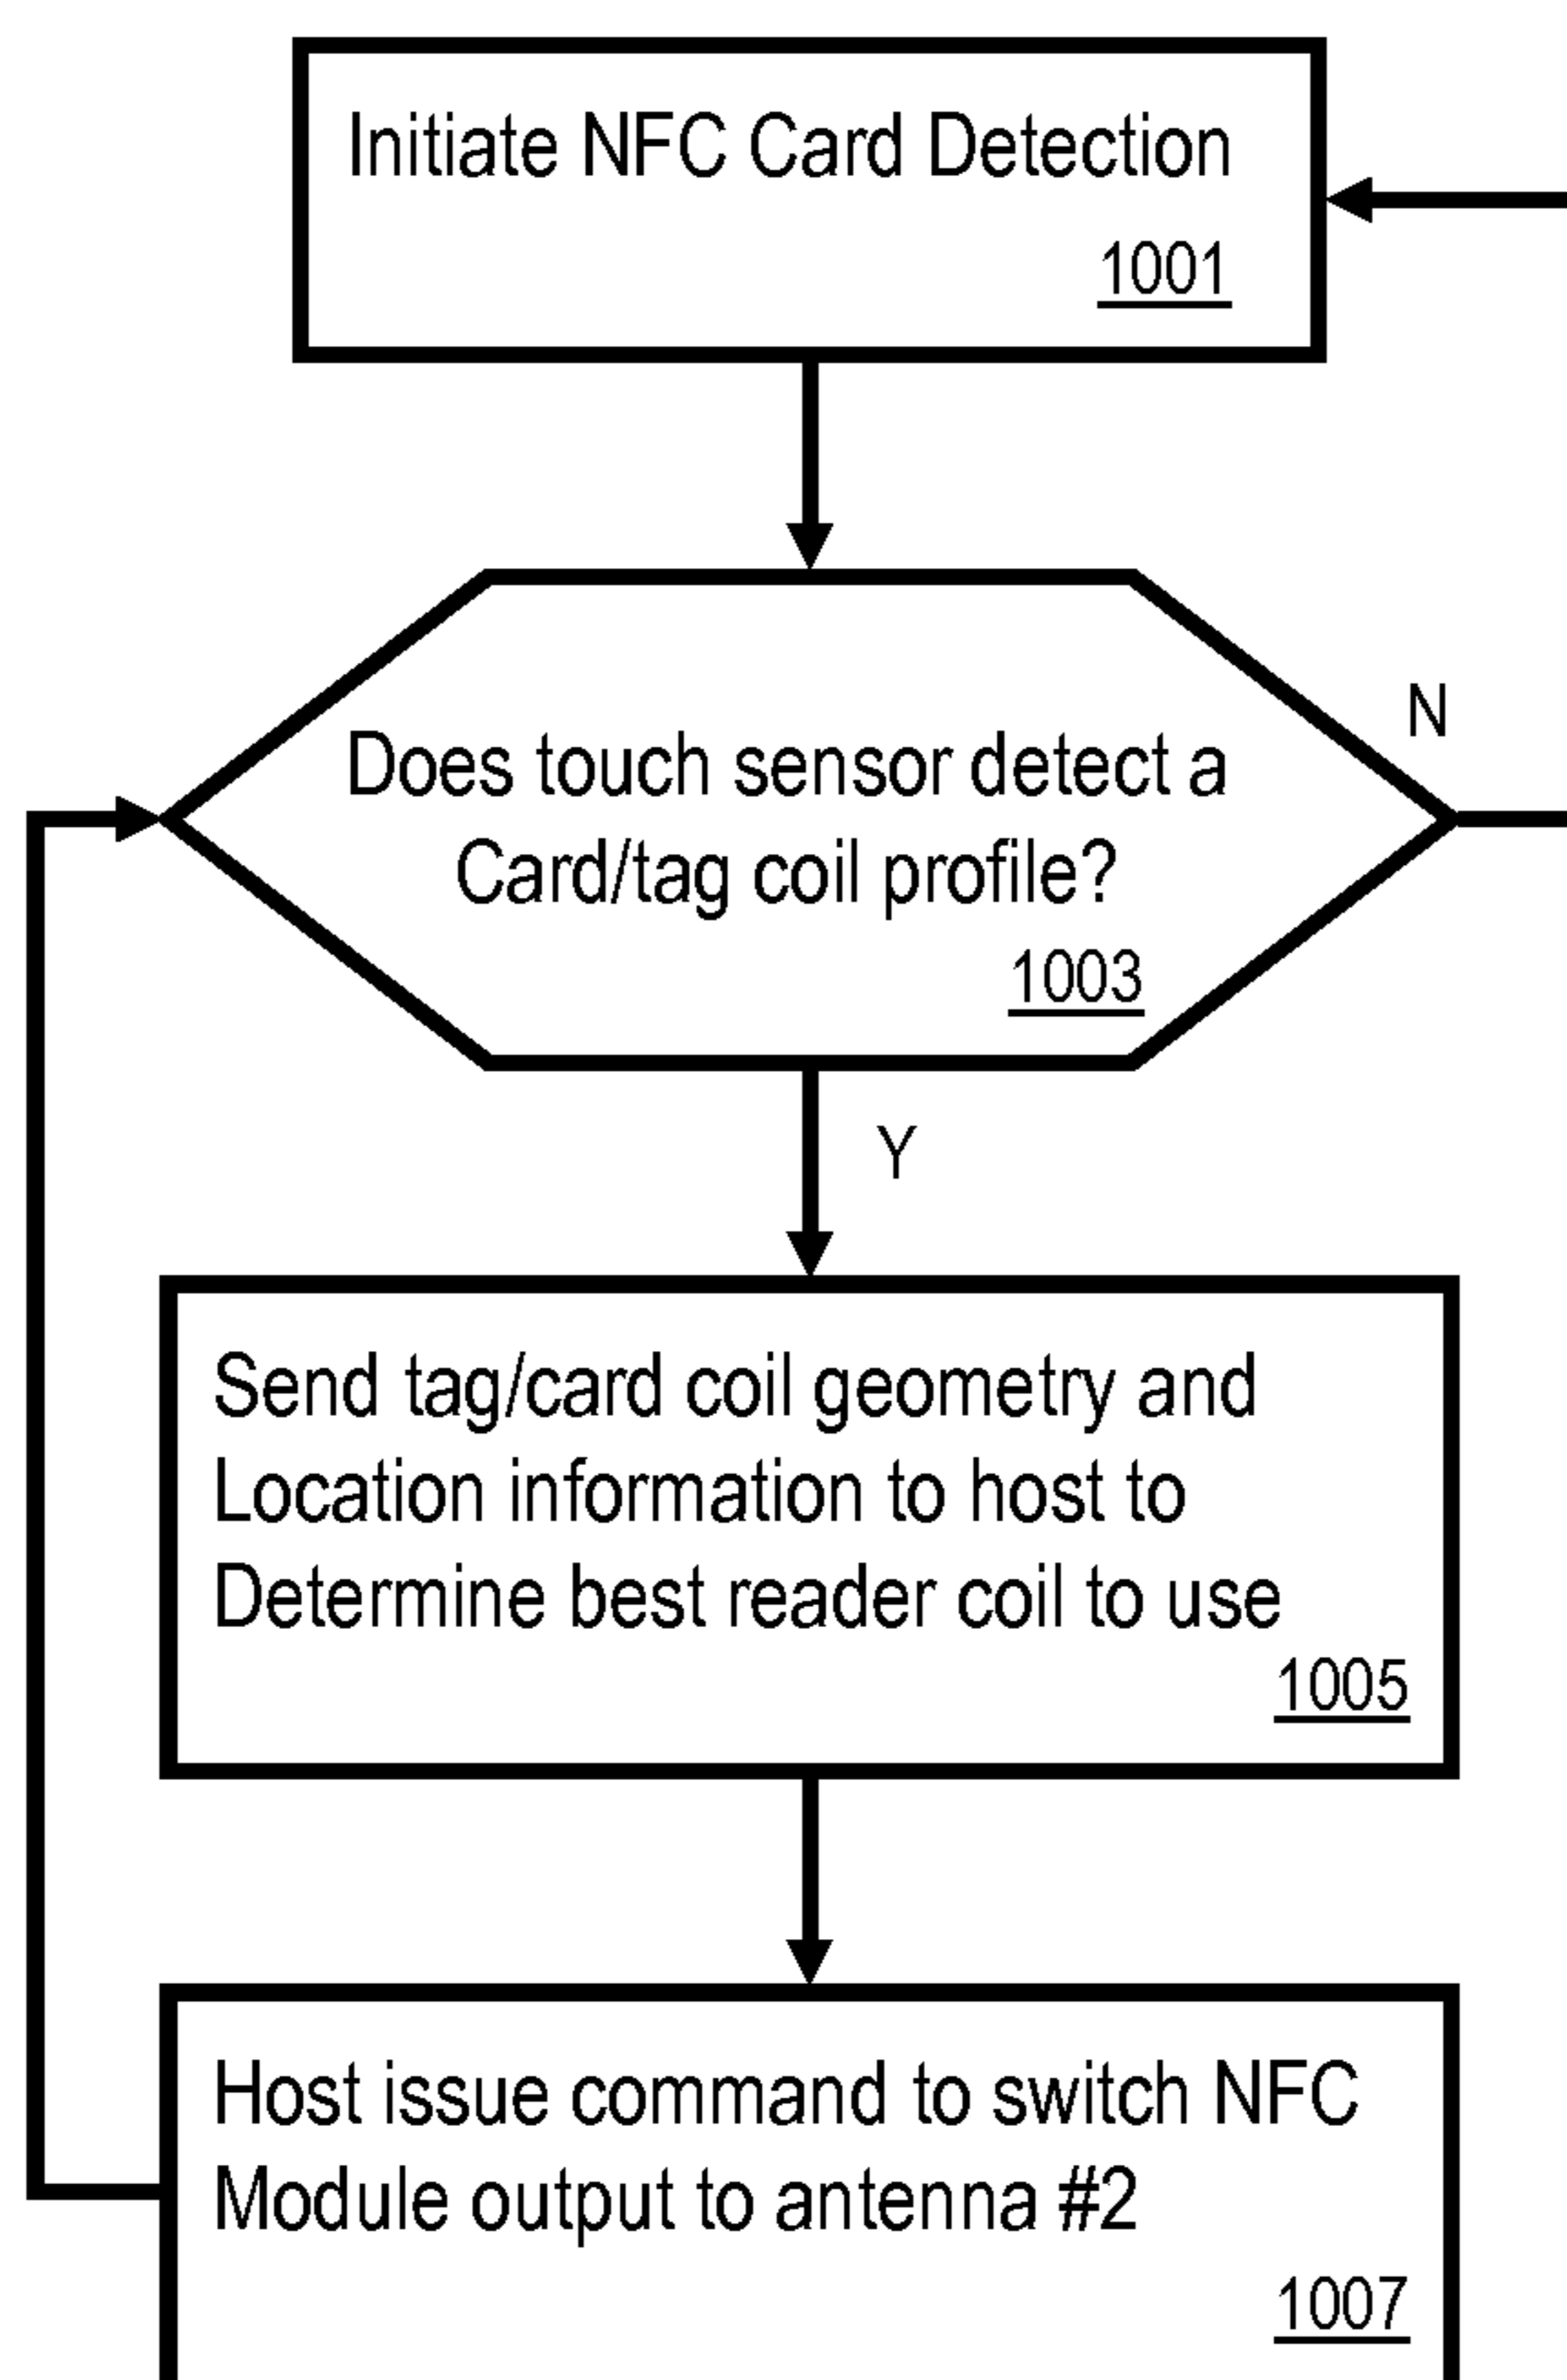 Initiate NFC Card Detection
1001
N
Does touch sensor detect a
Card/tag coil profile?
1003
Y
Send tag/card coil geometry and
Location information to host to
Determine best reader coil to use
1005
Host issue command to switch NFC
Module output to antenna #2
1007